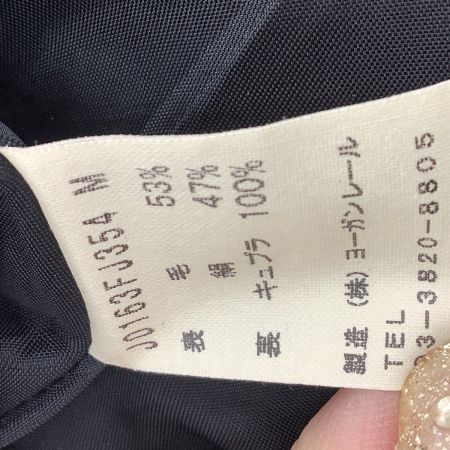 J0163FJ354 M
表 毛 53%
絹 47%
裏 キュプラ 100%
製造 (株)ヨーガンレール
TEL
03-3820-8805